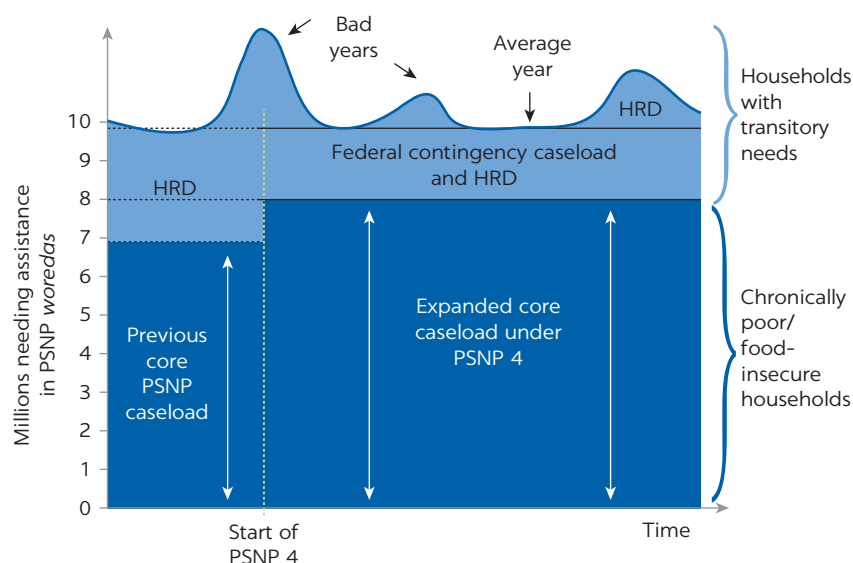 Bad
years
Average
year
Households
with
transitory
needs
HRD
Federal contingency caseload
and HRD
HRD
Millions needing assistance
in PSNP woredas
10
9
8
7
6
5
4
3
2
1
0
Previous
core
PSNP
caseload
Expanded core
caseload under
PSNP 4
Chronically
poor/
food-
insecure
households
Start of
PSNP 4
Time